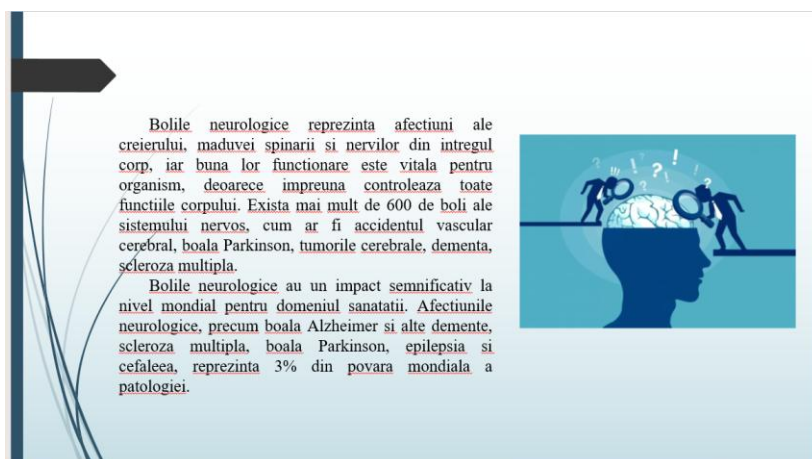 Bolile neurologice reprezinta afectiuni ale
creierului, maduvei spinarii si nervilor din intregul
corp, iar buna lor functionare este vitala pentru
organism, deoarece impreuna controleaza toate
functiile corpului. Exista mai mult de 600 de boli ale
sistemului nervos, cum ar fi accidentul vascular
cerebral, boala Parkinson, tumorile cerebrale, dementa,
scleroza multipla.
Bolile neurologice au un impact semnificativ la
nivel mondial pentru domeniul sanatatii. Afectiunile
neurologice, precum boala Alzheimer si alte demente,
scleroza multipla, boala Parkinson, epilepsia si
cefaleea, reprezinta 3% din povara mondiala a
patologiei.